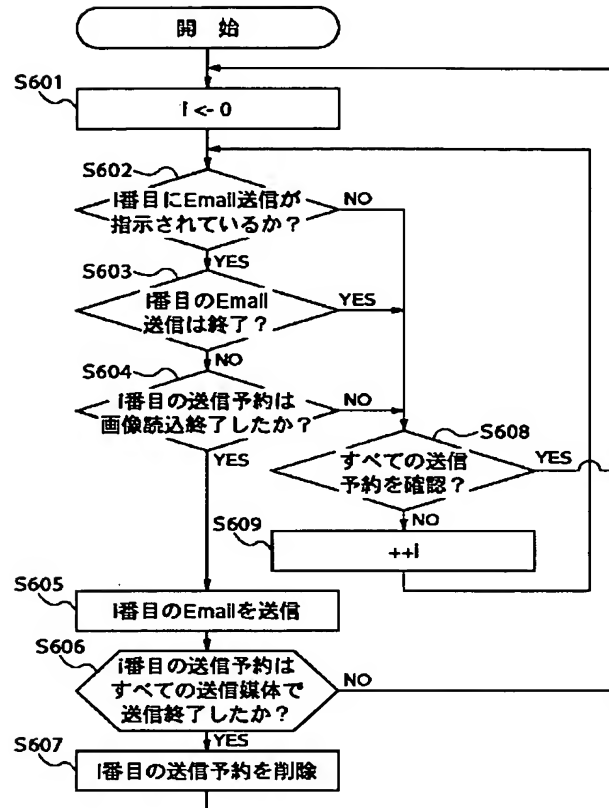 開 始
S601
i <- 0
S602
i番目にEmail送信が
指示されているか？
NO
YES
S603
i番目のEmail
送信は終了？
YES
NO
S604
i番目の送信予約は
画像読込終了したか？
NO
YES
S608
すべての送信
予約を確認？
YES
NO
S609
++i
S605
i番目のEmailを送信
S606
i番目の送信予約は
すべての送信媒体で
送信終了したか？
NO
YES
S607
i番目の送信予約を削除